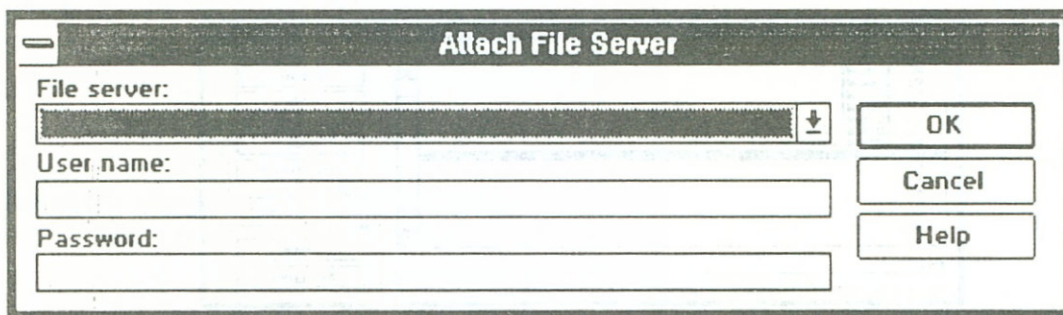 Attach File Server
File server:
OK
User name:
Cancel
Password:
Help